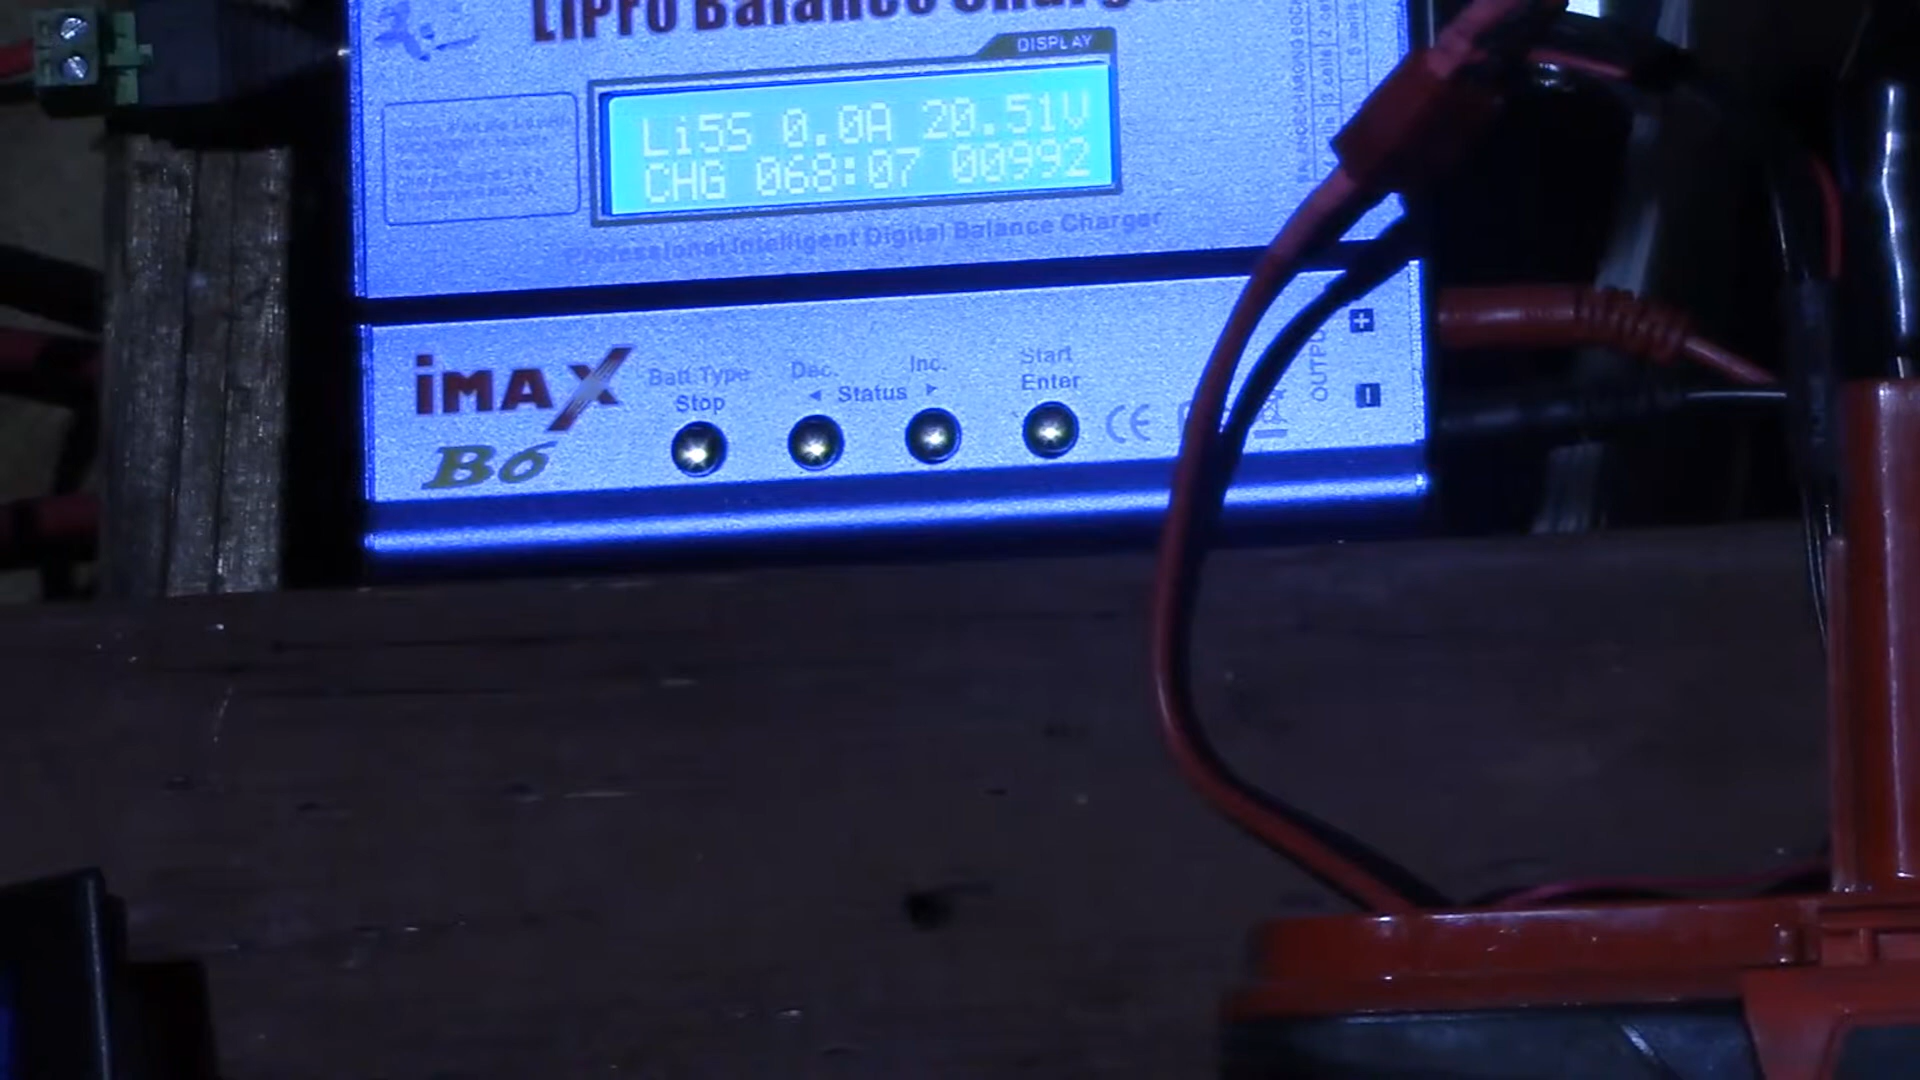 LiPro Balance Charger
DISPLAY
Li5S 0.0A 20.51V
CHG 068:07 00992
Professional Intelligent Digital Balance Charger
iMAX
B6
Batt Type
Stop
Dec.
Inc.
◄ Status ►
Start
Enter
CE
OUTPUT
+